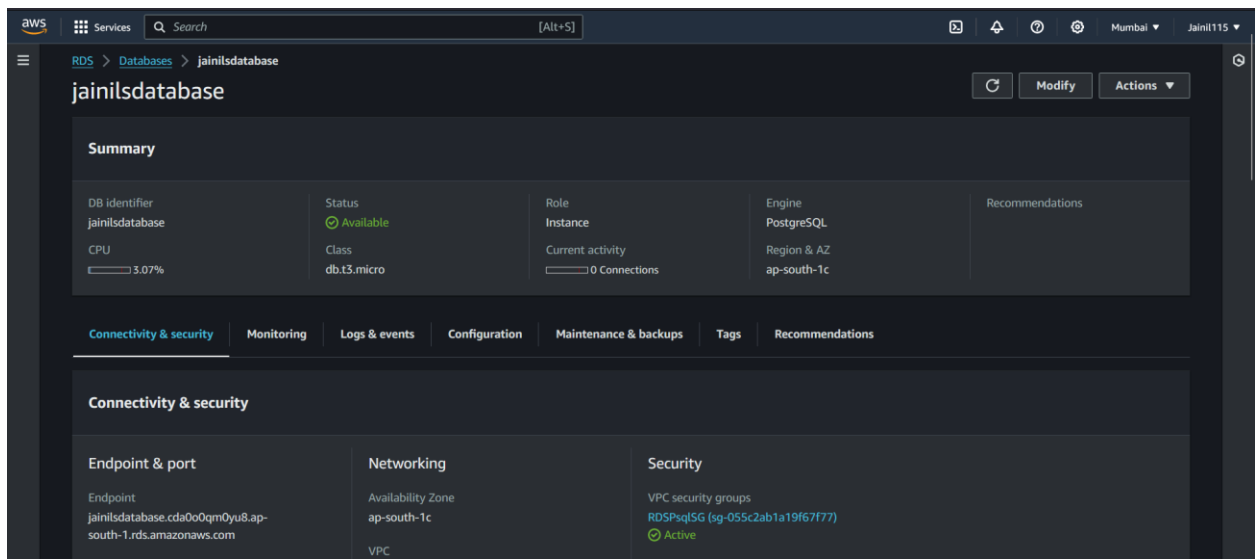 aws Services Search [Alt+S] Mumbai ▼ Jainil115 ▼
RDS > Databases > jainilsdatabase
jainilsdatabase
Modify Actions ▼
Summary
DB identifier Status Role Engine Recommendations
jainilsdatabase Available Instance PostgreSQL
CPU Class Current activity Region & AZ
3.07% db.t3.micro 0 Connections ap-south-1c
Connectivity & security Monitoring Logs & events Configuration Maintenance & backups Tags Recommendations
Connectivity & security
Endpoint & port Networking Security
Endpoint Availability Zone VPC security groups
jainilsdatabase.cda0o0qm0yu8.ap- ap-south-1c RDSPsqlSG (sg-055c2ab1a19f67f77)
south-1.rds.amazonaws.com Active
VPC